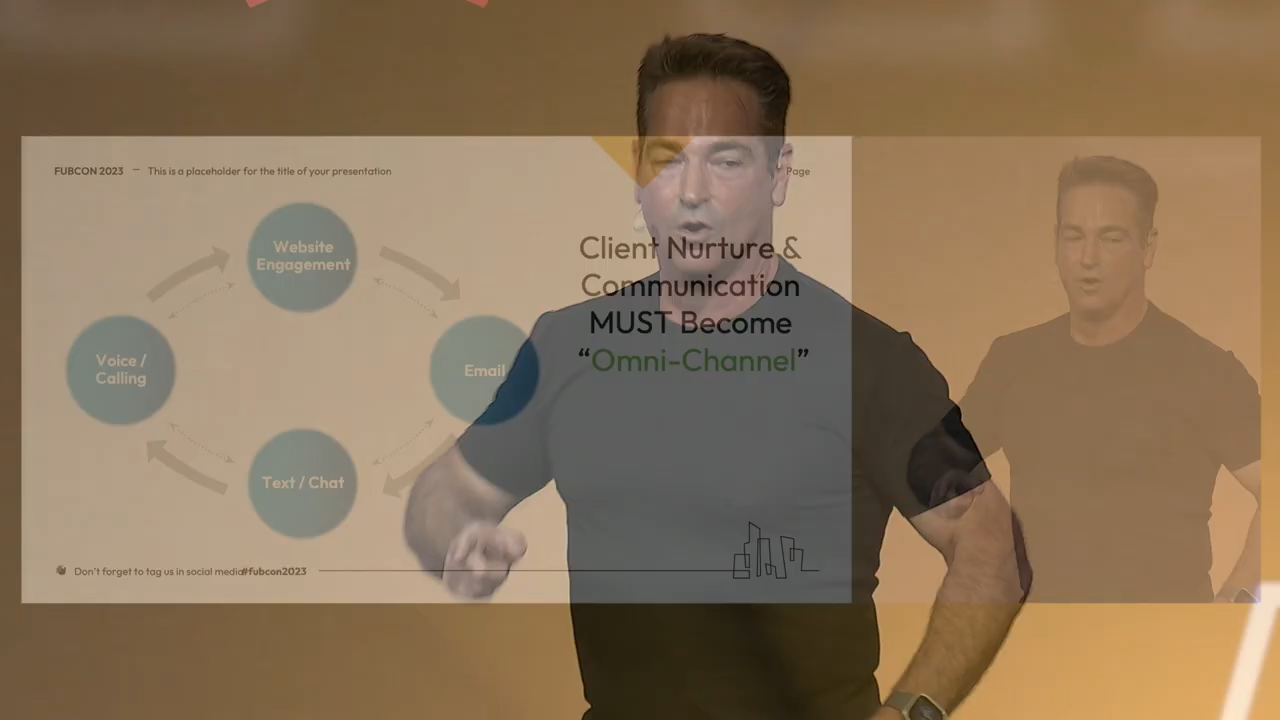 FUBCON 2023 — This is a placeholder for the title of your presentation
Page
Website
Engagement
Voice /
Calling
Email
Text / Chat
Client Nurture &
Communication
MUST Become
“Omni-Channel”
Don't forget to tag us in social media#fubcon2023